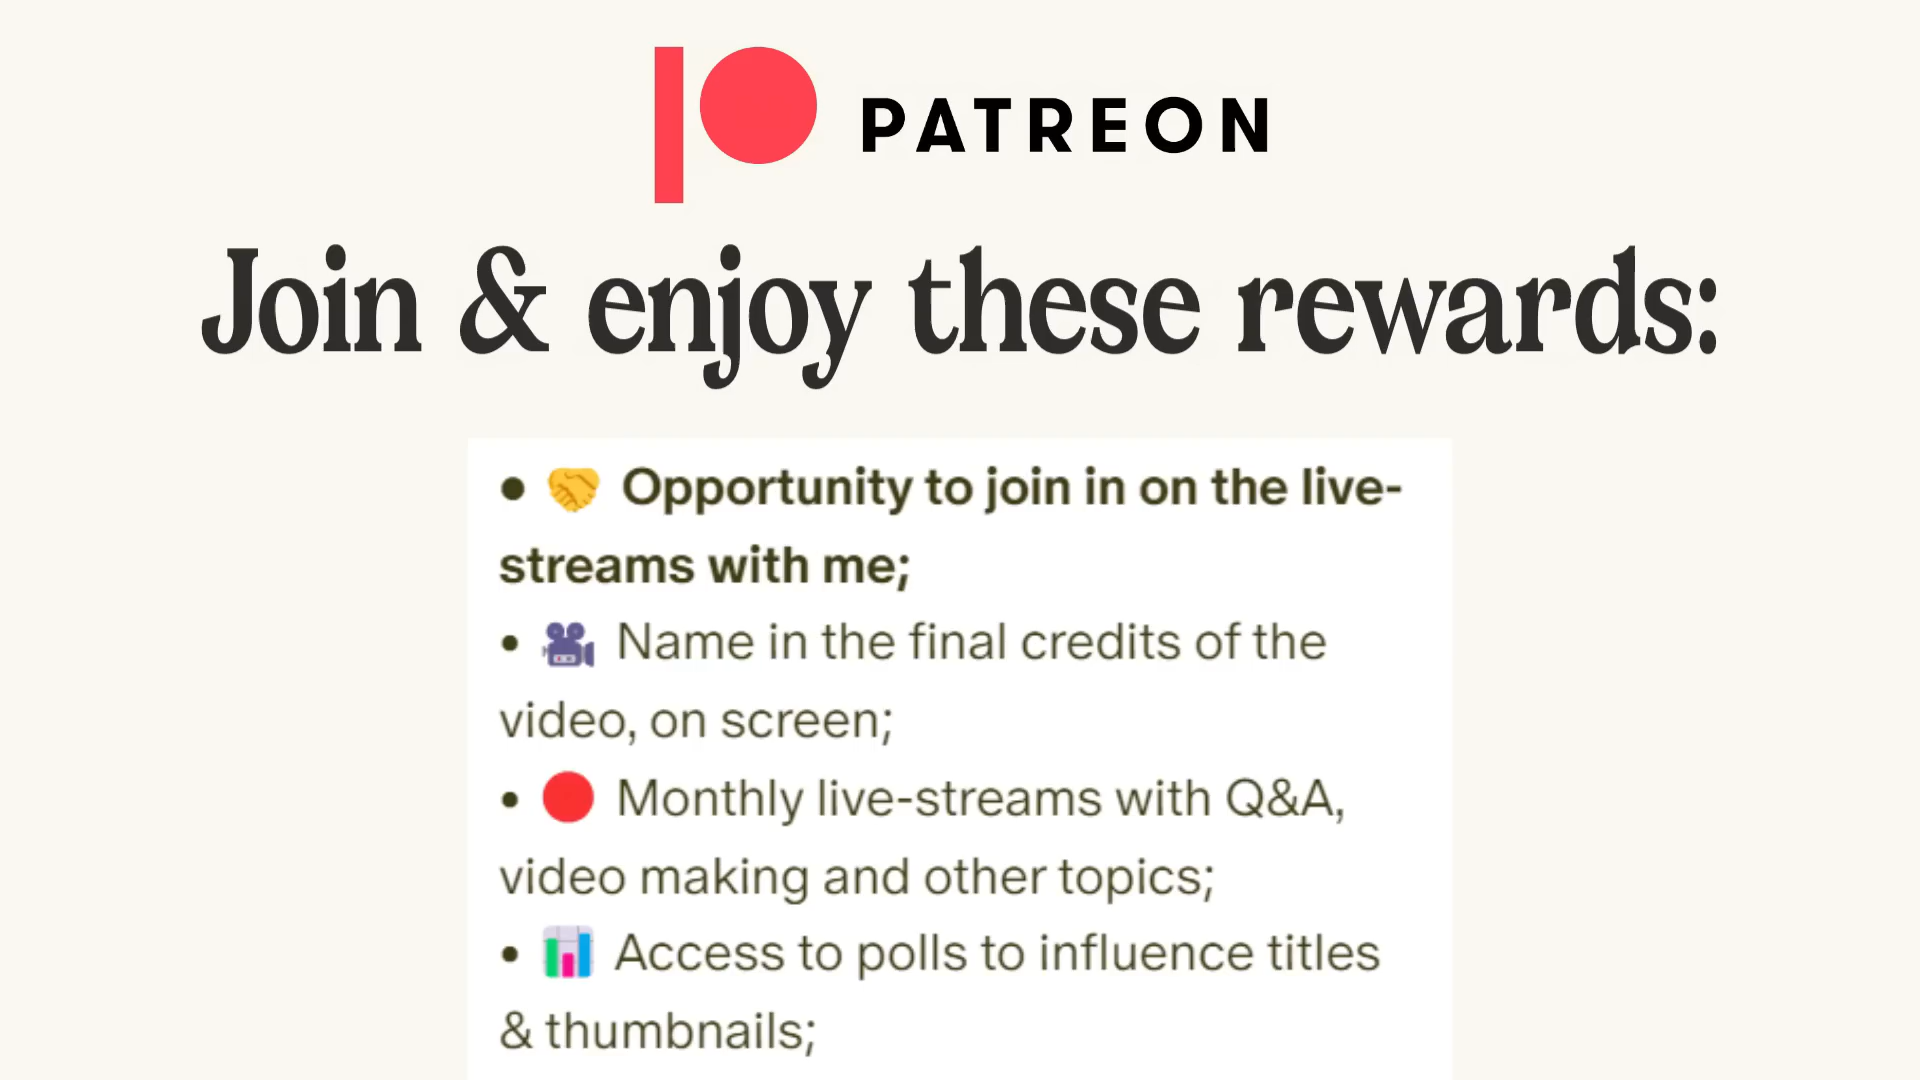 PATREON
Join & enjoy these rewards:
• 🤝 Opportunity to join in on the live-
streams with me;
• 🎥 Name in the final credits of the
video, on screen;
• 🔴 Monthly live-streams with Q&A,
video making and other topics;
• 📊 Access to polls to influence titles
& thumbnails;